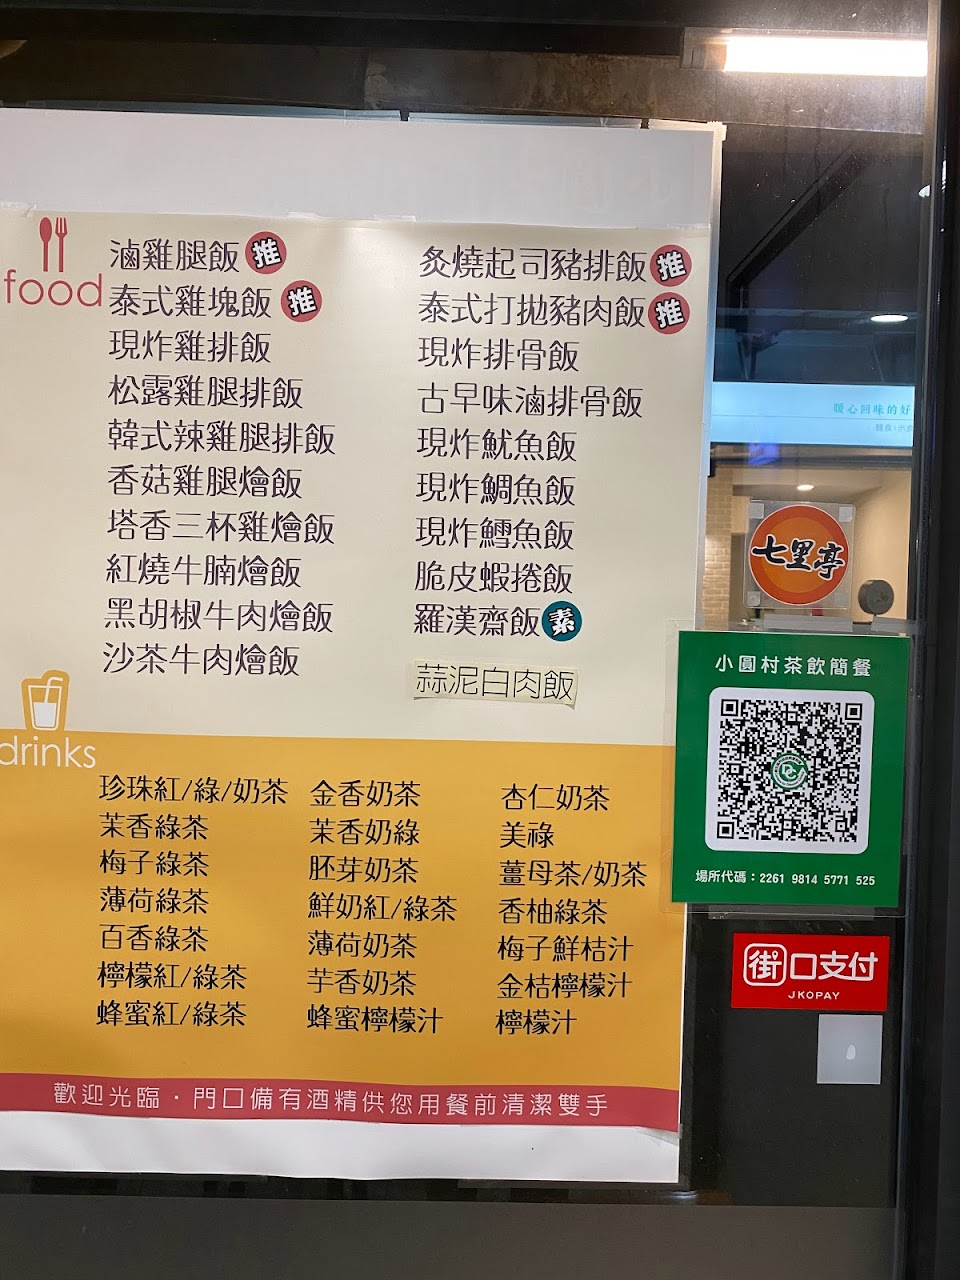 food
滷雞腿飯 推
泰式雞塊飯 推
現炸雞排飯
松露雞腿排飯
韓式辣雞腿排飯
香菇雞腿燴飯
塔香三杯雞燴飯
紅燒牛腩燴飯
黑胡椒牛肉燴飯
沙茶牛肉燴飯
炙燒起司豬排飯 推
泰式打拋豬肉飯 推
現炸排骨飯
古早味滷排骨飯
現炸魷魚飯
現炸鯛魚飯
現炸鱈魚飯
脆皮蝦捲飯
羅漢齋飯 素
蒜泥白肉飯
drinks
珍珠紅/綠/奶茶
茉香綠茶
梅子綠茶
薄荷綠茶
百香綠茶
檸檬紅/綠茶
蜂蜜紅/綠茶
金香奶茶
茉香奶綠
胚芽奶茶
鮮奶紅/綠茶
薄荷奶茶
芋香奶茶
蜂蜜檸檬汁
杏仁奶茶
美祿
薑母茶/奶茶
香柚綠茶
梅子鮮桔汁
金桔檸檬汁
檸檬汁
歡迎光臨·門口備有酒精供您用餐前清潔雙手
暖心回味的好
七里亭
小圓村茶飲簡餐
場所代碼：2261 9814 5771 525
街口支付
JKOPAY